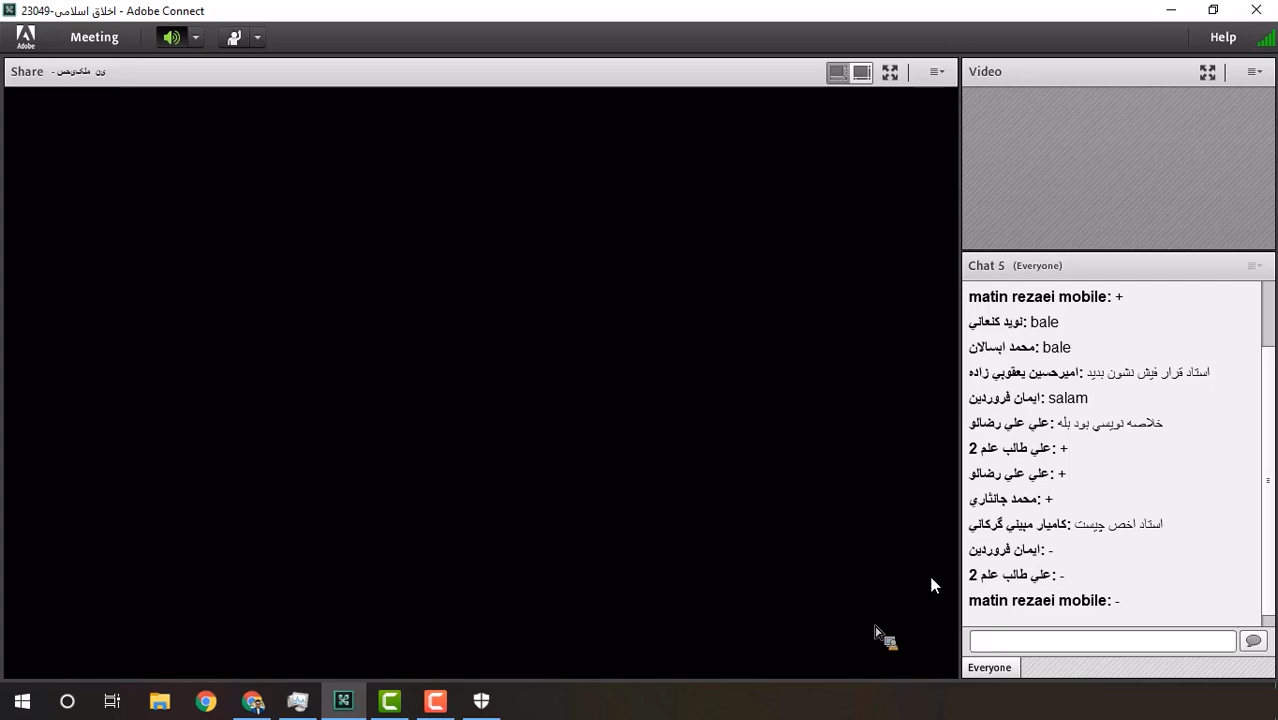 اخلاق اسلامی-23049 - Adobe Connect
Adobe
Meeting
Help
Share
Video
Chat 5 (Everyone)
matin rezaei mobile: +
نويد كنعاني: bale
محمد ابسالان: bale
اميرحسين يعقوبي زاده: استاد قرار فيش نشون بديد
ايمان فروردين: salam
علي علي رضالو: خلاصه نويسي بود بله
علي طالب علم 2: +
علي علي رضالو: +
محمد جانثاري: +
كاميار مبيني گركاني: استاد اخص چيست
ايمان فروردين: -
علي طالب علم 2: -
matin rezaei mobile: -
Everyone